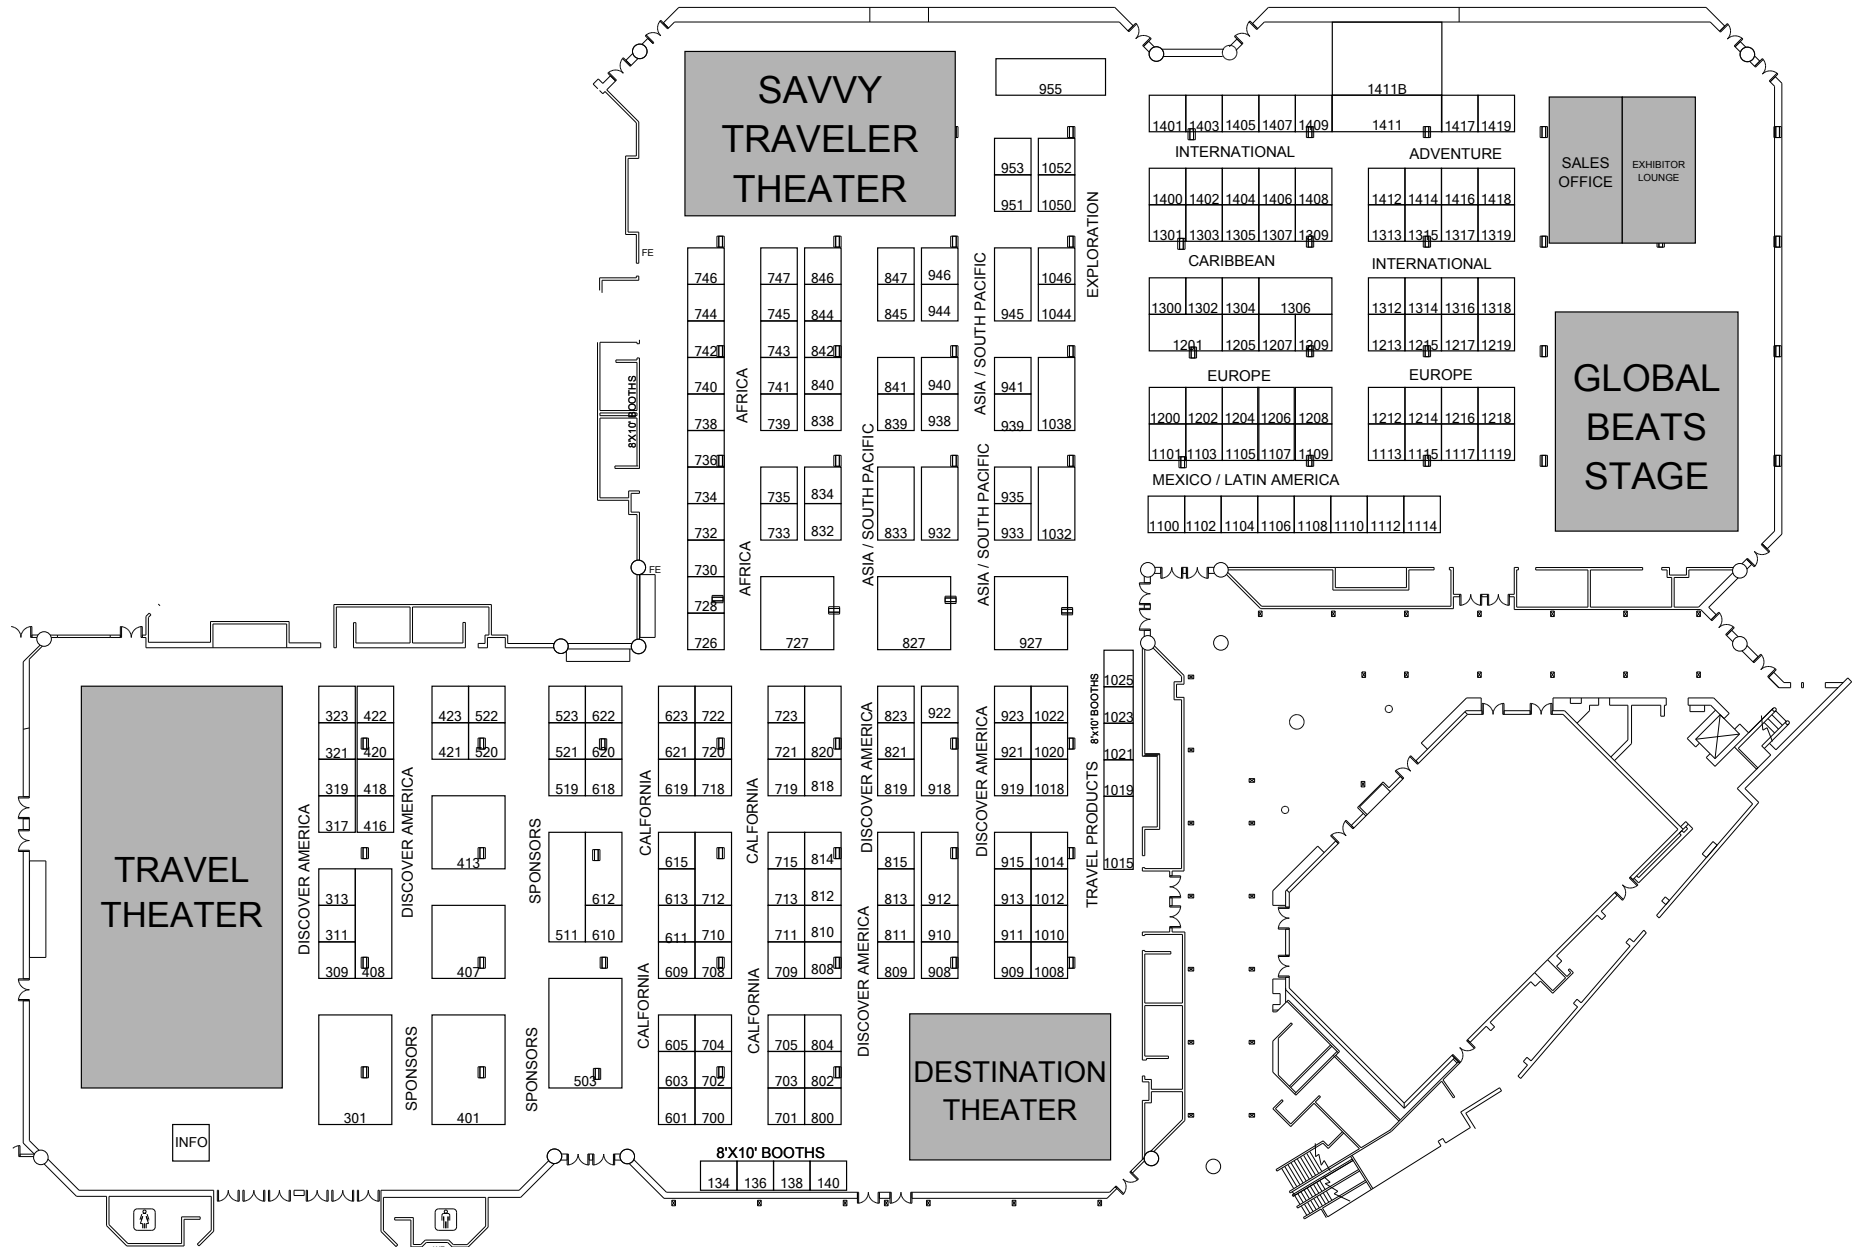 SAVVY
TRAVELER
THEATER
955
1411B
1401 1403 1405 1407 1409 1411 1417 1419
INTERNATIONAL
ADVENTURE
SALES
OFFICE
EXHIBITOR
LOUNGE
953 1052
951 1050
EXPLORATION
1400 1402 1404 1406 1408 1412 1414 1416 1418
1301 1303 1305 1307 1309 1313 1315 1317 1319
CARIBBEAN
INTERNATIONAL
FE
746 747 846 847 946 1046
744 745 844 845 944 945 1044
742 743 842
740 741 840 841 940 941
738 739 838 839 938 939 1038
736
734 735 834 935
732 733 832 833 932 933 1032
730
728
726 727 827 927
AFRICA
AFRICA
ASIA / SOUTH PACIFIC
ASIA / SOUTH PACIFIC
ASIA / SOUTH PACIFIC
8'X10' BOOTHS
FE
1300 1302 1304 1306 1312 1314 1316 1318
1201 1205 1207 1209 1213 1215 1217 1219
EUROPE
EUROPE
1200 1202 1204 1206 1208 1212 1214 1216 1218
1101 1103 1105 1107 1109 1113 1115 1117 1119
MEXICO / LATIN AMERICA
1100 1102 1104 1106 1108 1110 1112 1114
GLOBAL
BEATS
STAGE
TRAVEL
THEATER
323 422 423 522 523 622 623 722 723 823 922 923 1022
321 420 421 520 521 620 621 720 721 820 821 921 1020
319 418 519 618 619 718 719 818 819 918 919 1018
317 416
413
313 612 615 715 814 815 915 1014
311 511 610 613 712 713 812 813 912 913 1012
309 408 407 611 710 711 810 811 910 911 1010
609 708 709 808 809 908 909 1008
DISCOVER AMERICA
DISCOVER AMERICA
SPONSORS
CALFORNIA
CALIFORNIA
DISCOVER AMERICA
DISCOVER AMERICA
DISCOVER AMERICA
TRAVEL PRODUCTS
8'x10' BOOTHS
1025
1023
1021
1019
1015
SPONSORS
SPONSORS
CALFORNIA
CALIFORNIA
605 704 705 804
503 603 702 703 802
301 401 601 700 701 800
DESTINATION
THEATER
INFO
8'X10' BOOTHS
134 136 138 140